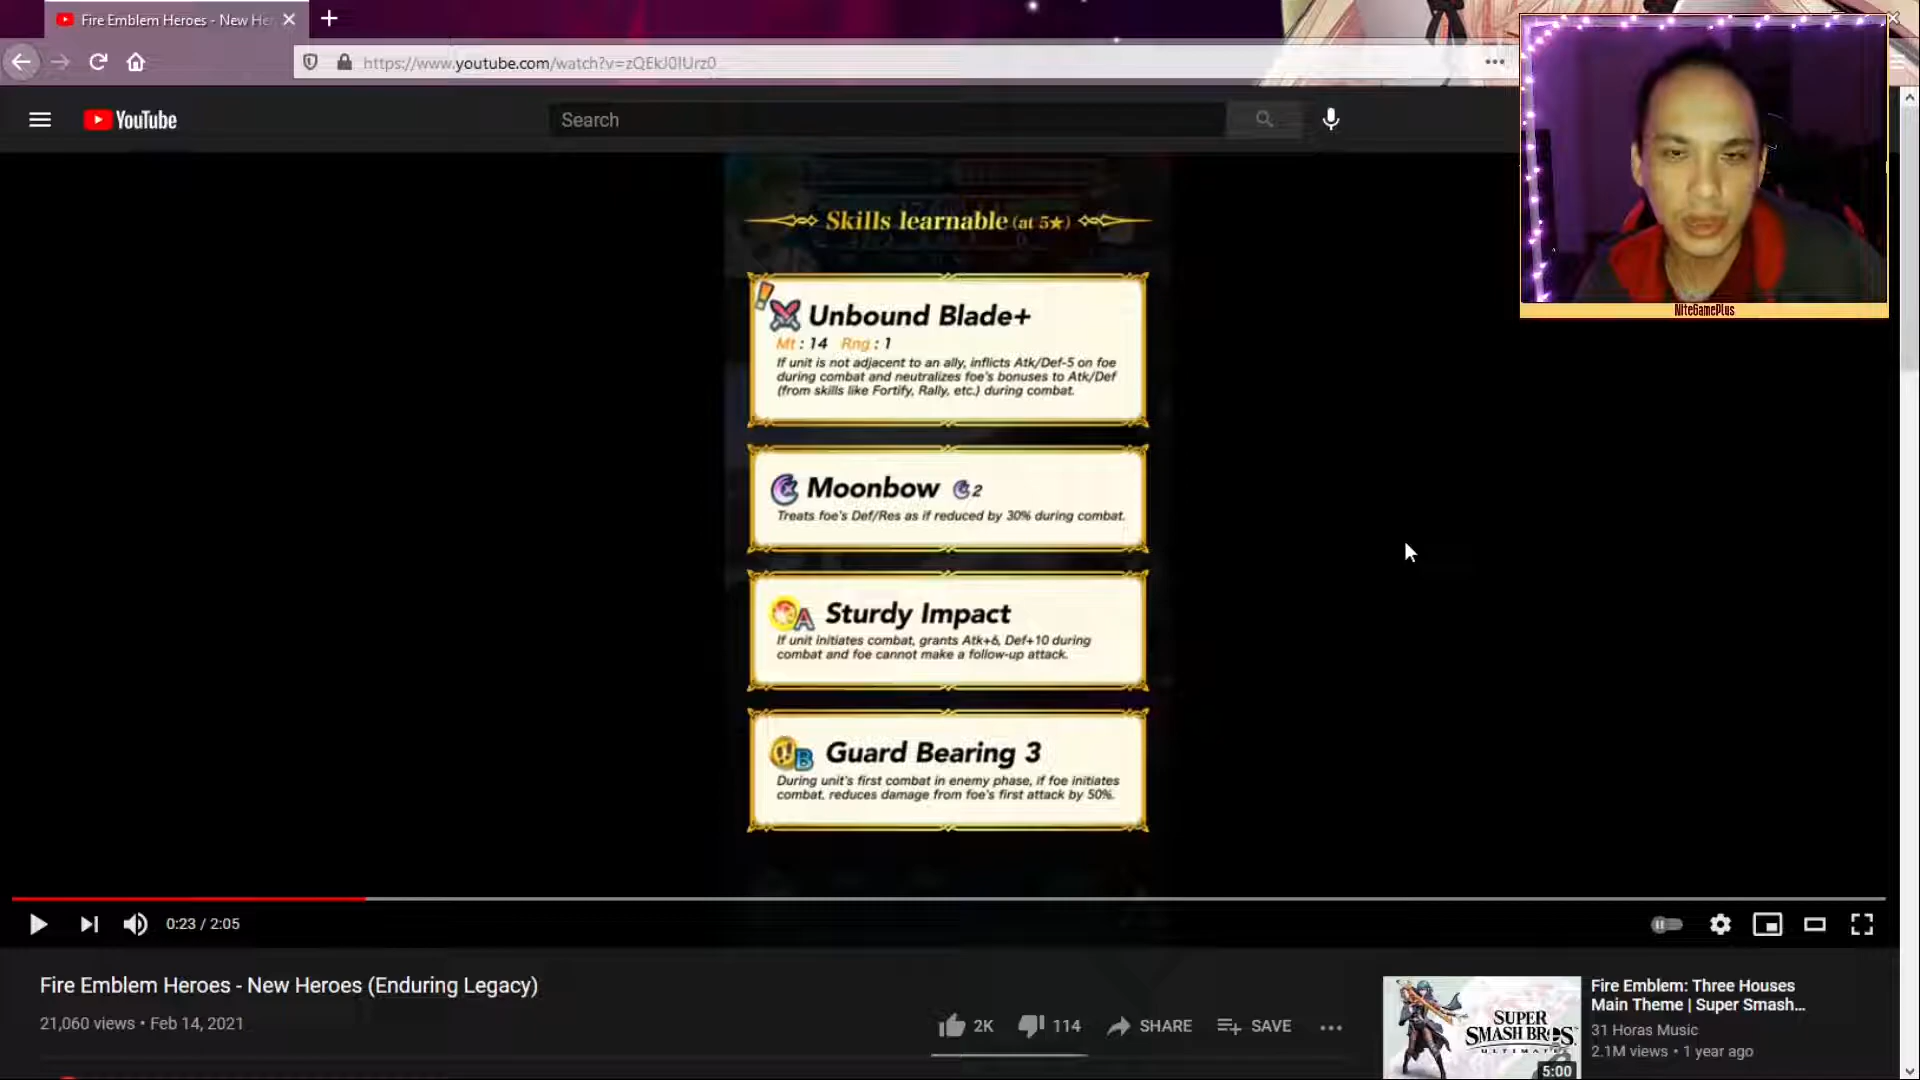 Fire Emblem Heroes - New Her
https://www.youtube.com/watch?v=zQEkJ0IUrz0
YouTube
Search
NiteGamePlus
Skills learnable (at 5★)
Unbound Blade+
Mt : 14 Rng : 1
If unit is not adjacent to an ally, inflicts Atk/Def-5 on foe
during combat and neutralizes foe's bonuses to Atk/Def
(from skills like Fortify, Rally, etc.) during combat.
Moonbow 2
Treats foe's Def/Res as if reduced by 30% during combat.
A Sturdy Impact
If unit initiates combat, grants Atk+6, Def+10 during
combat and foe cannot make a follow-up attack.
B Guard Bearing 3
During unit's first combat in enemy phase, if foe initiates
combat, reduces damage from foe's first attack by 50%.
0:23 / 2:05
Fire Emblem Heroes - New Heroes (Enduring Legacy)
21,060 views • Feb 14, 2021
2K
114
SHARE
SAVE
SUPER
SMASH BROS.
ULTIMATE
5:00
Fire Emblem: Three Houses
Main Theme | Super Smash...
31 Horas Music
2.1M views • 1 year ago